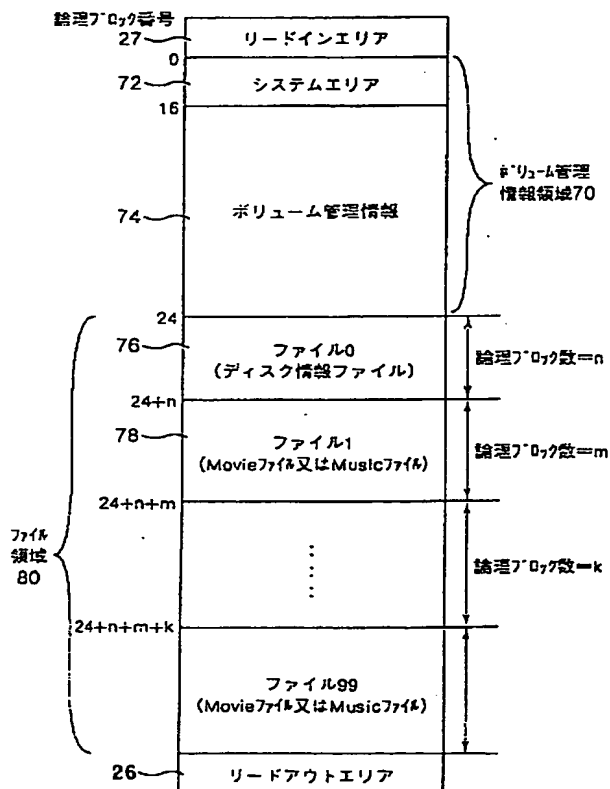 論理ブロック番号
27
リードインエリア
0
72
システムエリア
16
74
ボリューム管理情報
ボリューム管理
情報領域70
24
76
ファイル0
(ディスク情報ファイル)
論理ブロック数=n
24+n
78
ファイル1
(Movieファイル又はMusicファイル)
論理ブロック数=m
24+n+m
ファイル
領域
80
論理ブロック数=k
24+n+m+k
ファイル99
(Movieファイル又はMusicファイル)
26
リードアウトエリア